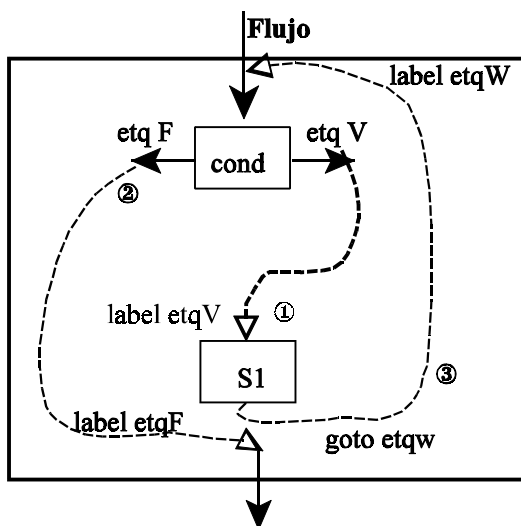 Flujo
label etqW
etq F
etq V
cond
②
label etqV
①
S1
③
label etqF
goto etqw